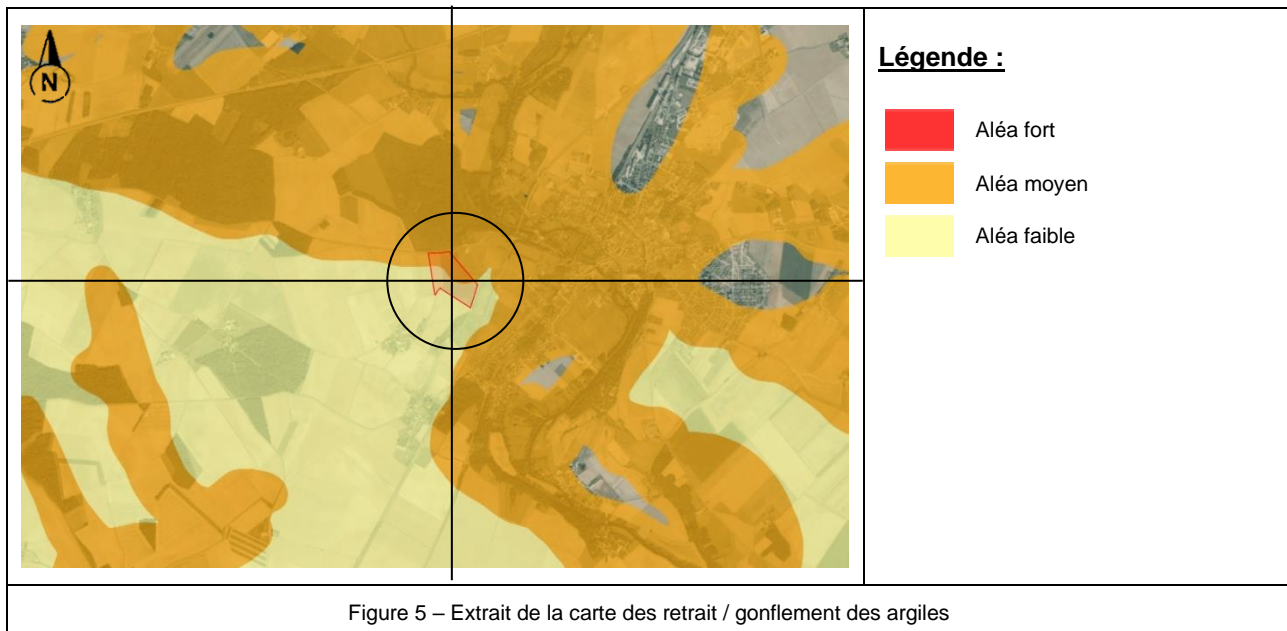 N
Légende :
Aléa fort
Aléa moyen
Aléa faible
Figure 5 – Extrait de la carte des retrait / gonflement des argiles